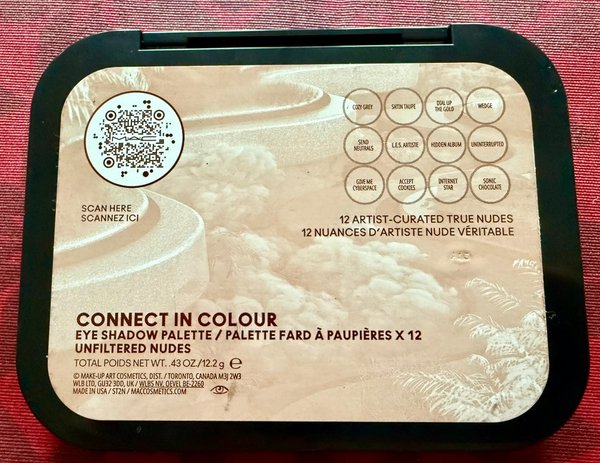 MAC
SCAN HERE
SCANNEZ ICI
COZY GREY
SATIN TAUPE
DIAL UP
THE GOLD
WEDGE
SEND
NEUTRALS
L.E.S. ARTISTE
HIDDEN ALBUM
UNINTERRUPTED
GIVE ME
CYBERSPACE
ACCEPT
COOKIES
INTERNET
STAR
SONIC
CHOCOLATE
12 ARTIST-CURATED TRUE NUDES
12 NUANCES D'ARTISTE NUDE VÉRITABLE
CONNECT IN COLOUR
EYE SHADOW PALETTE / PALETTE FARD À PAUPIÈRES X 12
UNFILTERED NUDES
TOTAL POIDS NET WT. .43 OZ./12.2 g ℮
© MAKE-UP ART COSMETICS, DIST. / TORONTO, CANADA M3J 2W3
WLB LTD, GU32 3DD, UK / WLBS NV, OEVEL BE-2260
MADE IN USA / ST2N / MACCOSMETICS.COM